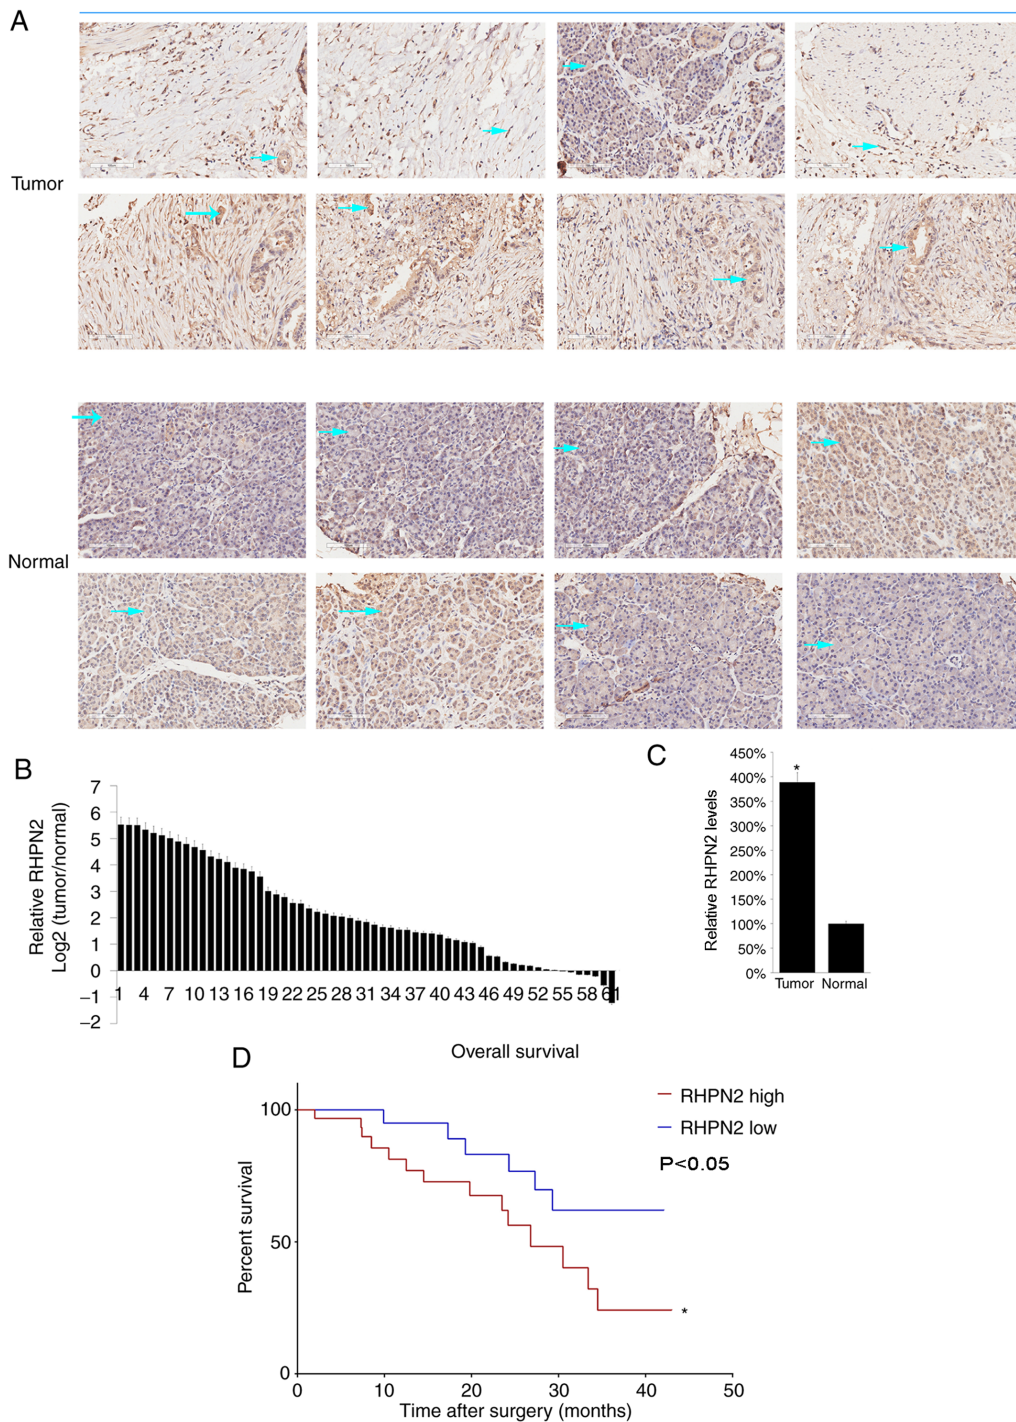 A
Tumor
Normal
B
Relative RHPN2
Log2 (tumor/normal)
7
6
5
4
3
2
1
0
−1
−2
1 4 7 10 13 16 19 22 25 28 31 34 37 40 43 46 49 52 55 58 61
C
Relative RHPN2 levels
450%
400%
350%
300%
250%
200%
150%
100%
50%
0%
*
Tumor Normal
D
Overall survival
Percent survival
100
50
0
RHPN2 high
RHPN2 low
P<0.05
*
0 10 20 30 40 50
Time after surgery (months)